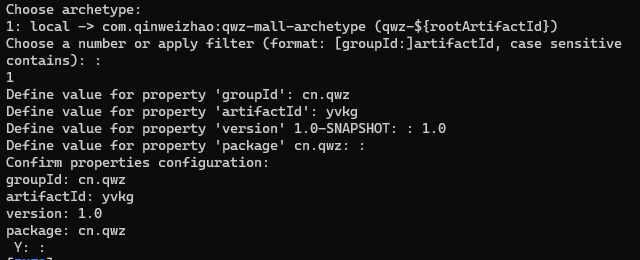 Choose archetype:
1: local -> com.qinweizhao:qwz-mall-archetype (qwz-${rootArtifactId})
Choose a number or apply filter (format: [groupId:]artifactId, case sensitive
contains): :
1
Define value for property 'groupId': cn.qwz
Define value for property 'artifactId': yvkg
Define value for property 'version' 1.0-SNAPSHOT: : 1.0
Define value for property 'package' cn.qwz: :
Confirm properties configuration:
groupId: cn.qwz
artifactId: yvkg
version: 1.0
package: cn.qwz
 Y: :